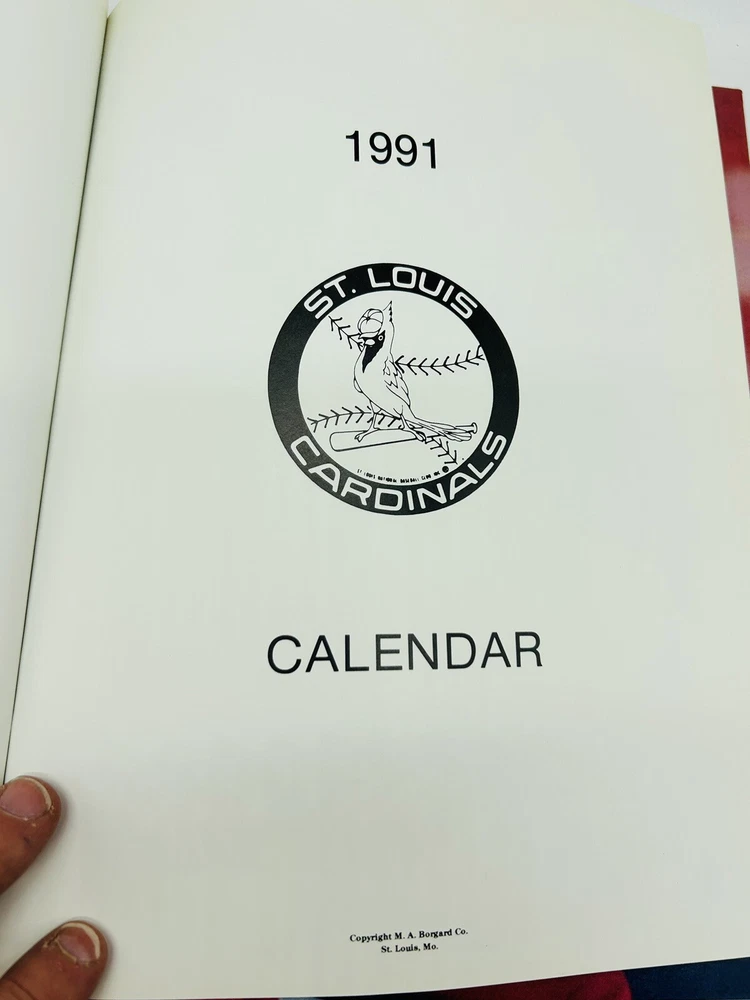 1991
ST. LOUIS
CARDINALS
CALENDAR
Copyright M. A. Borgard Co.
St. Louis, Mo.